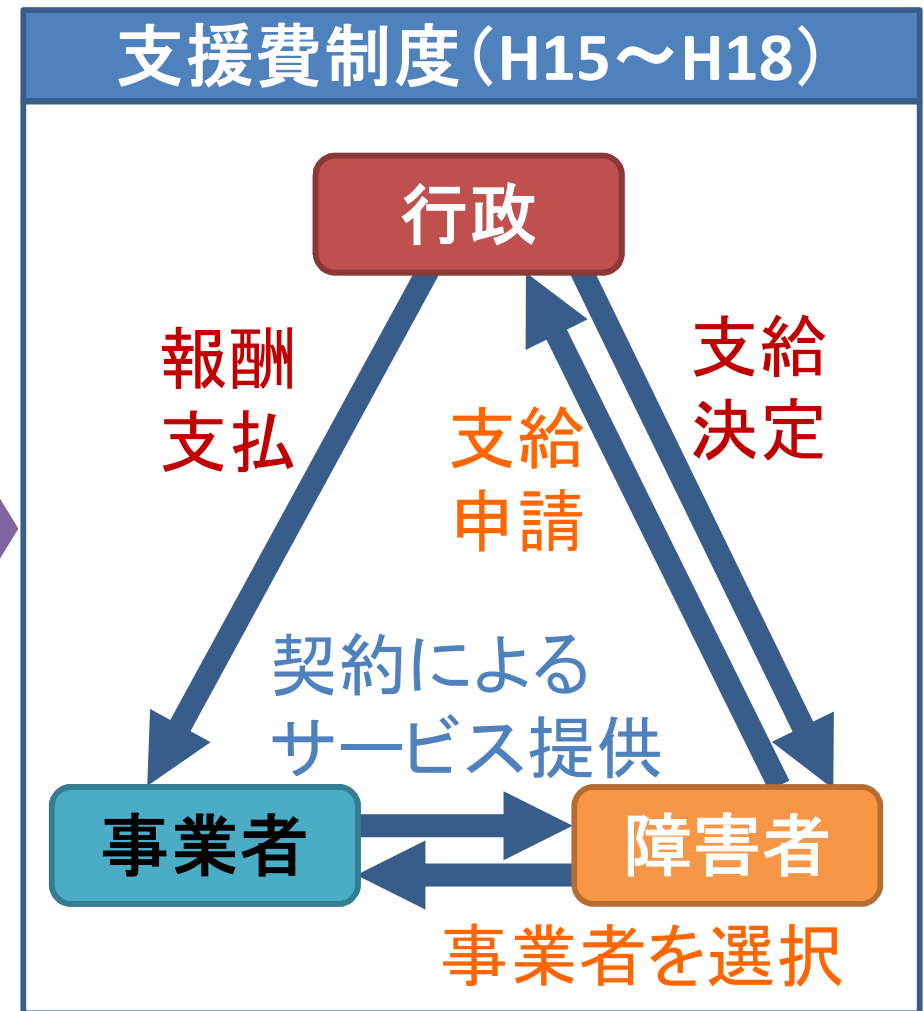 支援費制度（H15～H18）
行政
報酬
支払
支給
申請
支給
決定
契約による
サービス提供
事業者
障害者
事業者を選択